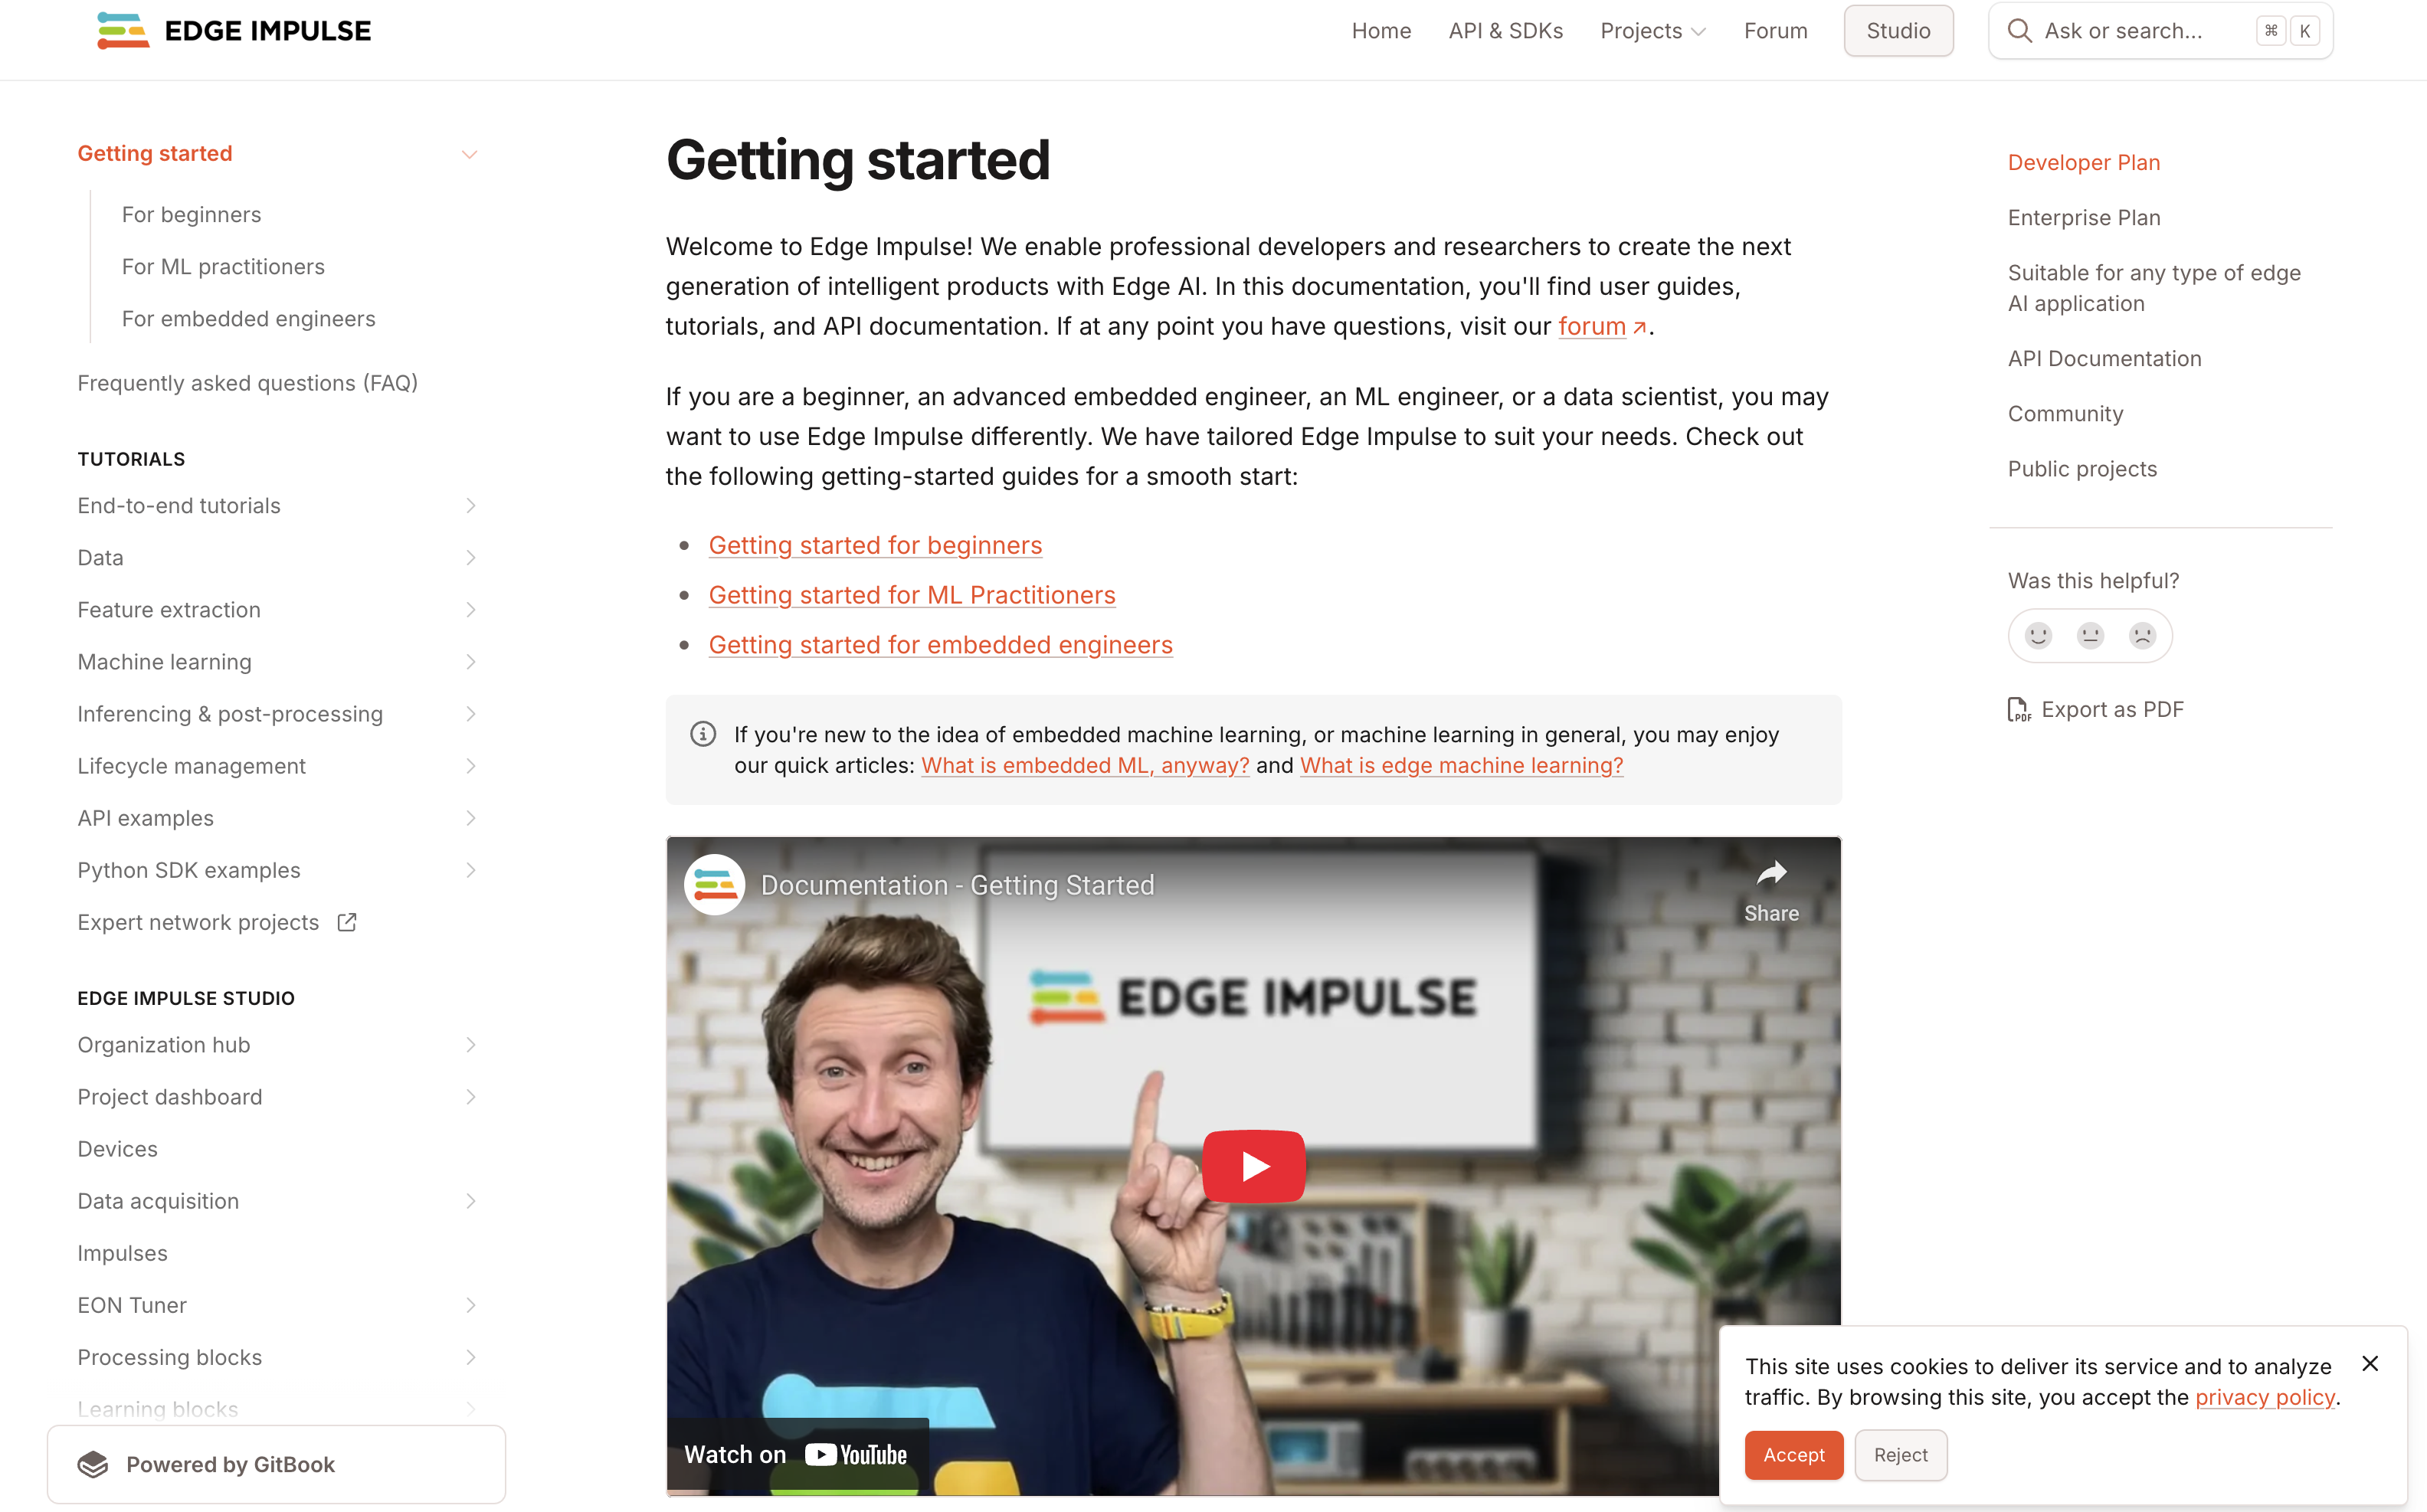 EDGE IMPULSE
Home
API & SDKs
Projects
Forum
Studio
Ask or search...
⌘
K
Getting started
For beginners
For ML practitioners
For embedded engineers
Frequently asked questions (FAQ)
TUTORIALS
End-to-end tutorials
Data
Feature extraction
Machine learning
Inferencing & post-processing
Lifecycle management
API examples
Python SDK examples
Expert network projects
EDGE IMPULSE STUDIO
Organization hub
Project dashboard
Devices
Data acquisition
Impulses
EON Tuner
Processing blocks
Learning blocks
Powered by GitBook
Getting started
Welcome to Edge Impulse! We enable professional developers and researchers to create the next
generation of intelligent products with Edge AI. In this documentation, you'll find user guides,
tutorials, and API documentation. If at any point you have questions, visit our forum.
If you are a beginner, an advanced embedded engineer, an ML engineer, or a data scientist, you may
want to use Edge Impulse differently. We have tailored Edge Impulse to suit your needs. Check out
the following getting-started guides for a smooth start:
Getting started for beginners
Getting started for ML Practitioners
Getting started for embedded engineers
If you're new to the idea of embedded machine learning, or machine learning in general, you may enjoy
our quick articles: What is embedded ML, anyway? and What is edge machine learning?
Documentation - Getting Started
Share
EDGE IMPULSE
Watch on YouTube
Developer Plan
Enterprise Plan
Suitable for any type of edge
AI application
API Documentation
Community
Public projects
Was this helpful?
PDF
Export as PDF
This site uses cookies to deliver its service and to analyze
traffic. By browsing this site, you accept the privacy policy.
Accept
Reject